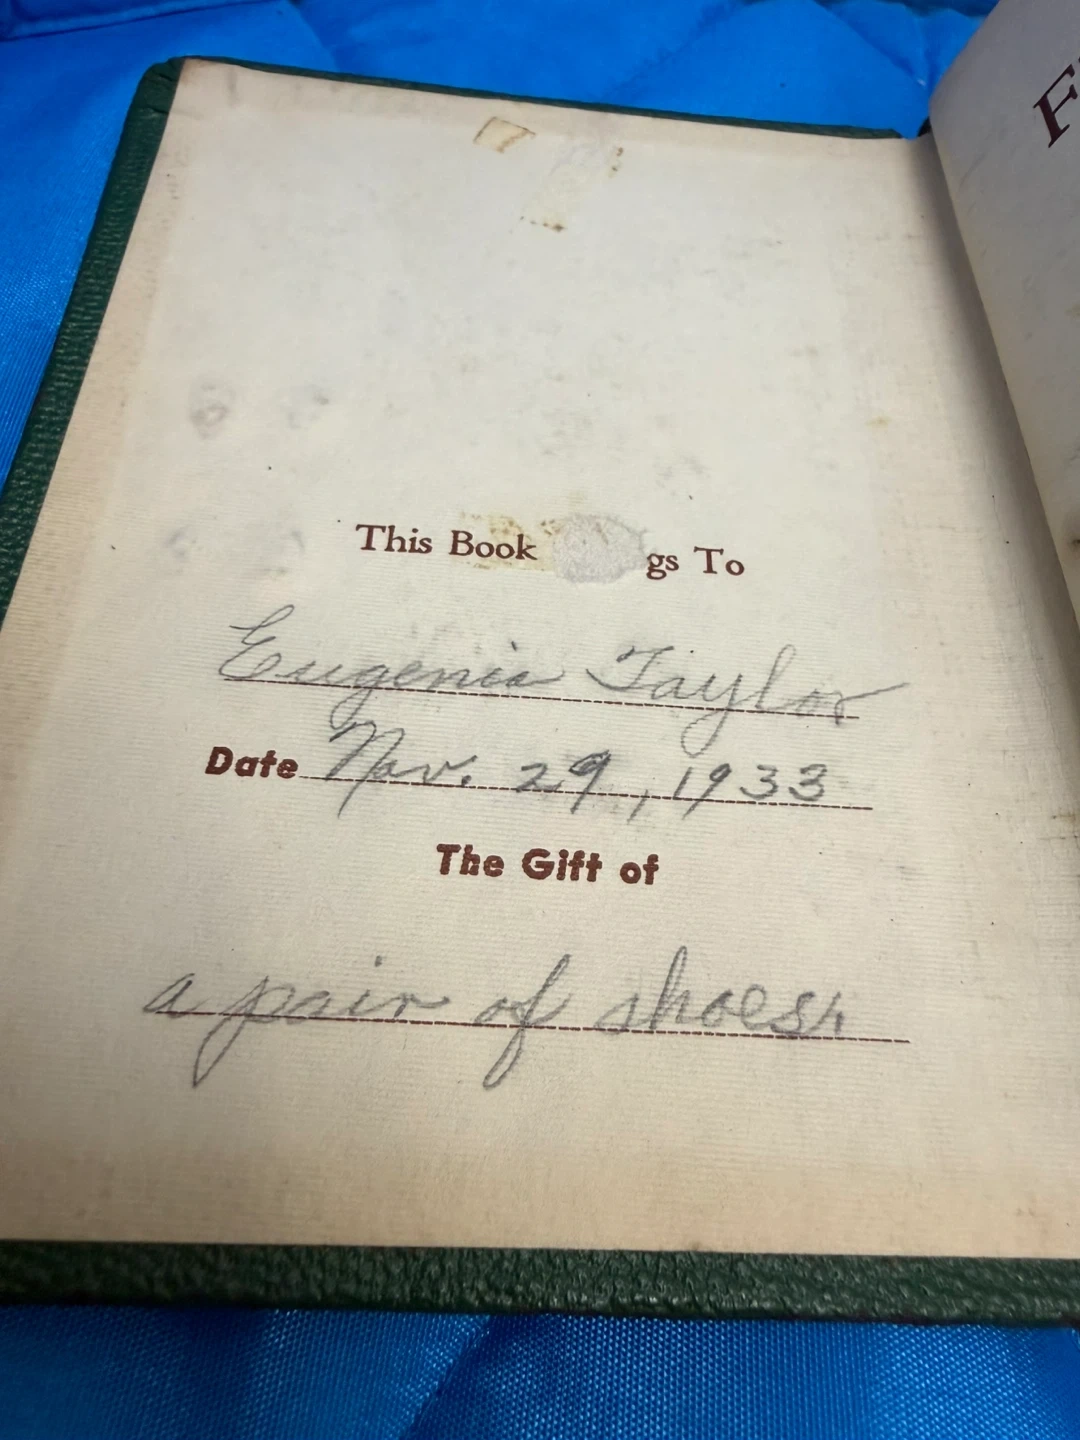 This Book gs To
Eugenia Taylor
Date Nov. 29, 1933
The Gift of
a pair of shoes.
F